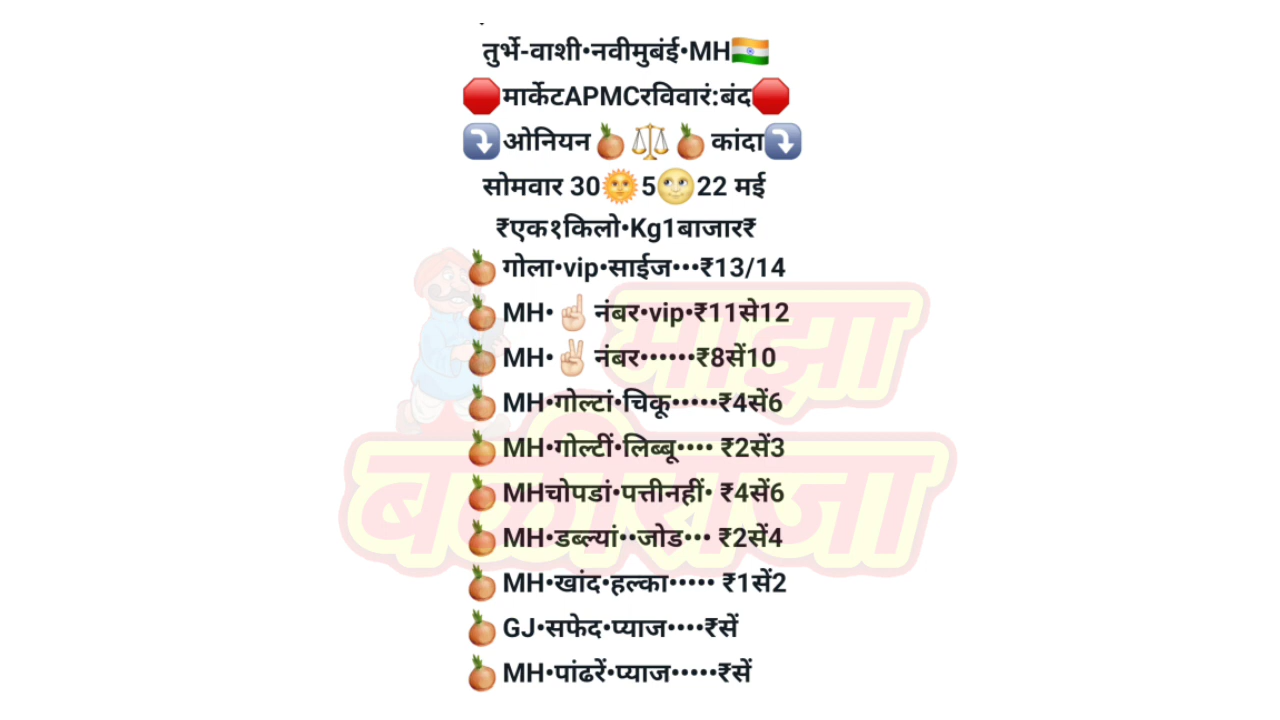 तुर्भे-वाशी•नवीमुबंई•MH🇮🇳
🛑मार्केटAPMCरविवारं:बंद🛑
⤵️ओनियन🧅⚖️🧅कांदा⤵️
सोमवार 30🌞5🌝22 मई
₹एक१किलो•Kg1बाजार₹
🧅गोला•vip•साईज•••₹13/14
🧅MH•☝🏻नंबर•vip•₹11से12
🧅MH•✌🏻नंबर••••••₹8सें10
🧅MH•गोल्टां•चिकू•••••₹4सें6
🧅MH•गोल्टीं•लिब्बू•••• ₹2सें3
🧅MHचोपडां•पत्तीनहीं• ₹4सें6
🧅MH•डब्ल्यां••जोड••• ₹2सें4
🧅MH•खांद•हल्का••••• ₹1सें2
🧅GJ•सफेद•प्याज••••₹सें
🧅MH•पांढरें•प्याज•••••₹सें
माझा
बळीराजा